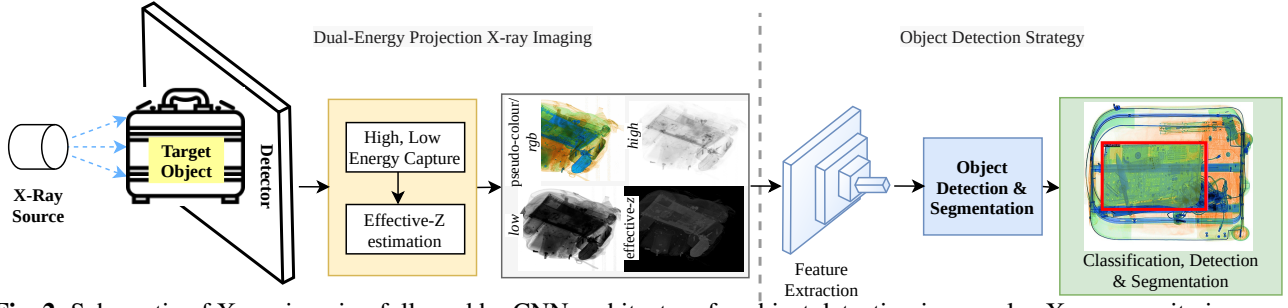 Dual-Energy Projection X-ray Imaging
Object Detection Strategy
X-Ray
Source
Target
Object
Detector
High, Low
Energy Capture
Effective-Z
estimation
pseudo-colour/
rgb
high
low
effective-z
Feature
Extraction
Object
Detection &
Segmentation
Classification, Detection
& Segmentation